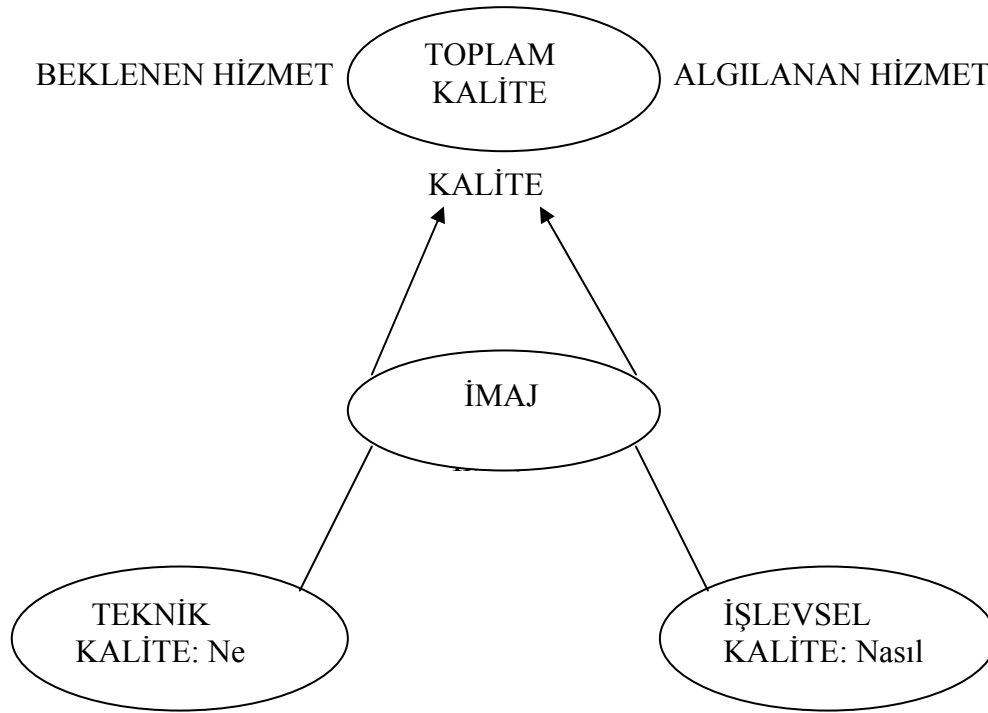 BEKLENEN HİZMET
TOPLAM
KALİTE
ALGILANAN HİZMET
KALİTE
İMAJ
TEKNİK
KALİTE: Ne
İŞLEVSEL
KALİTE: Nasıl